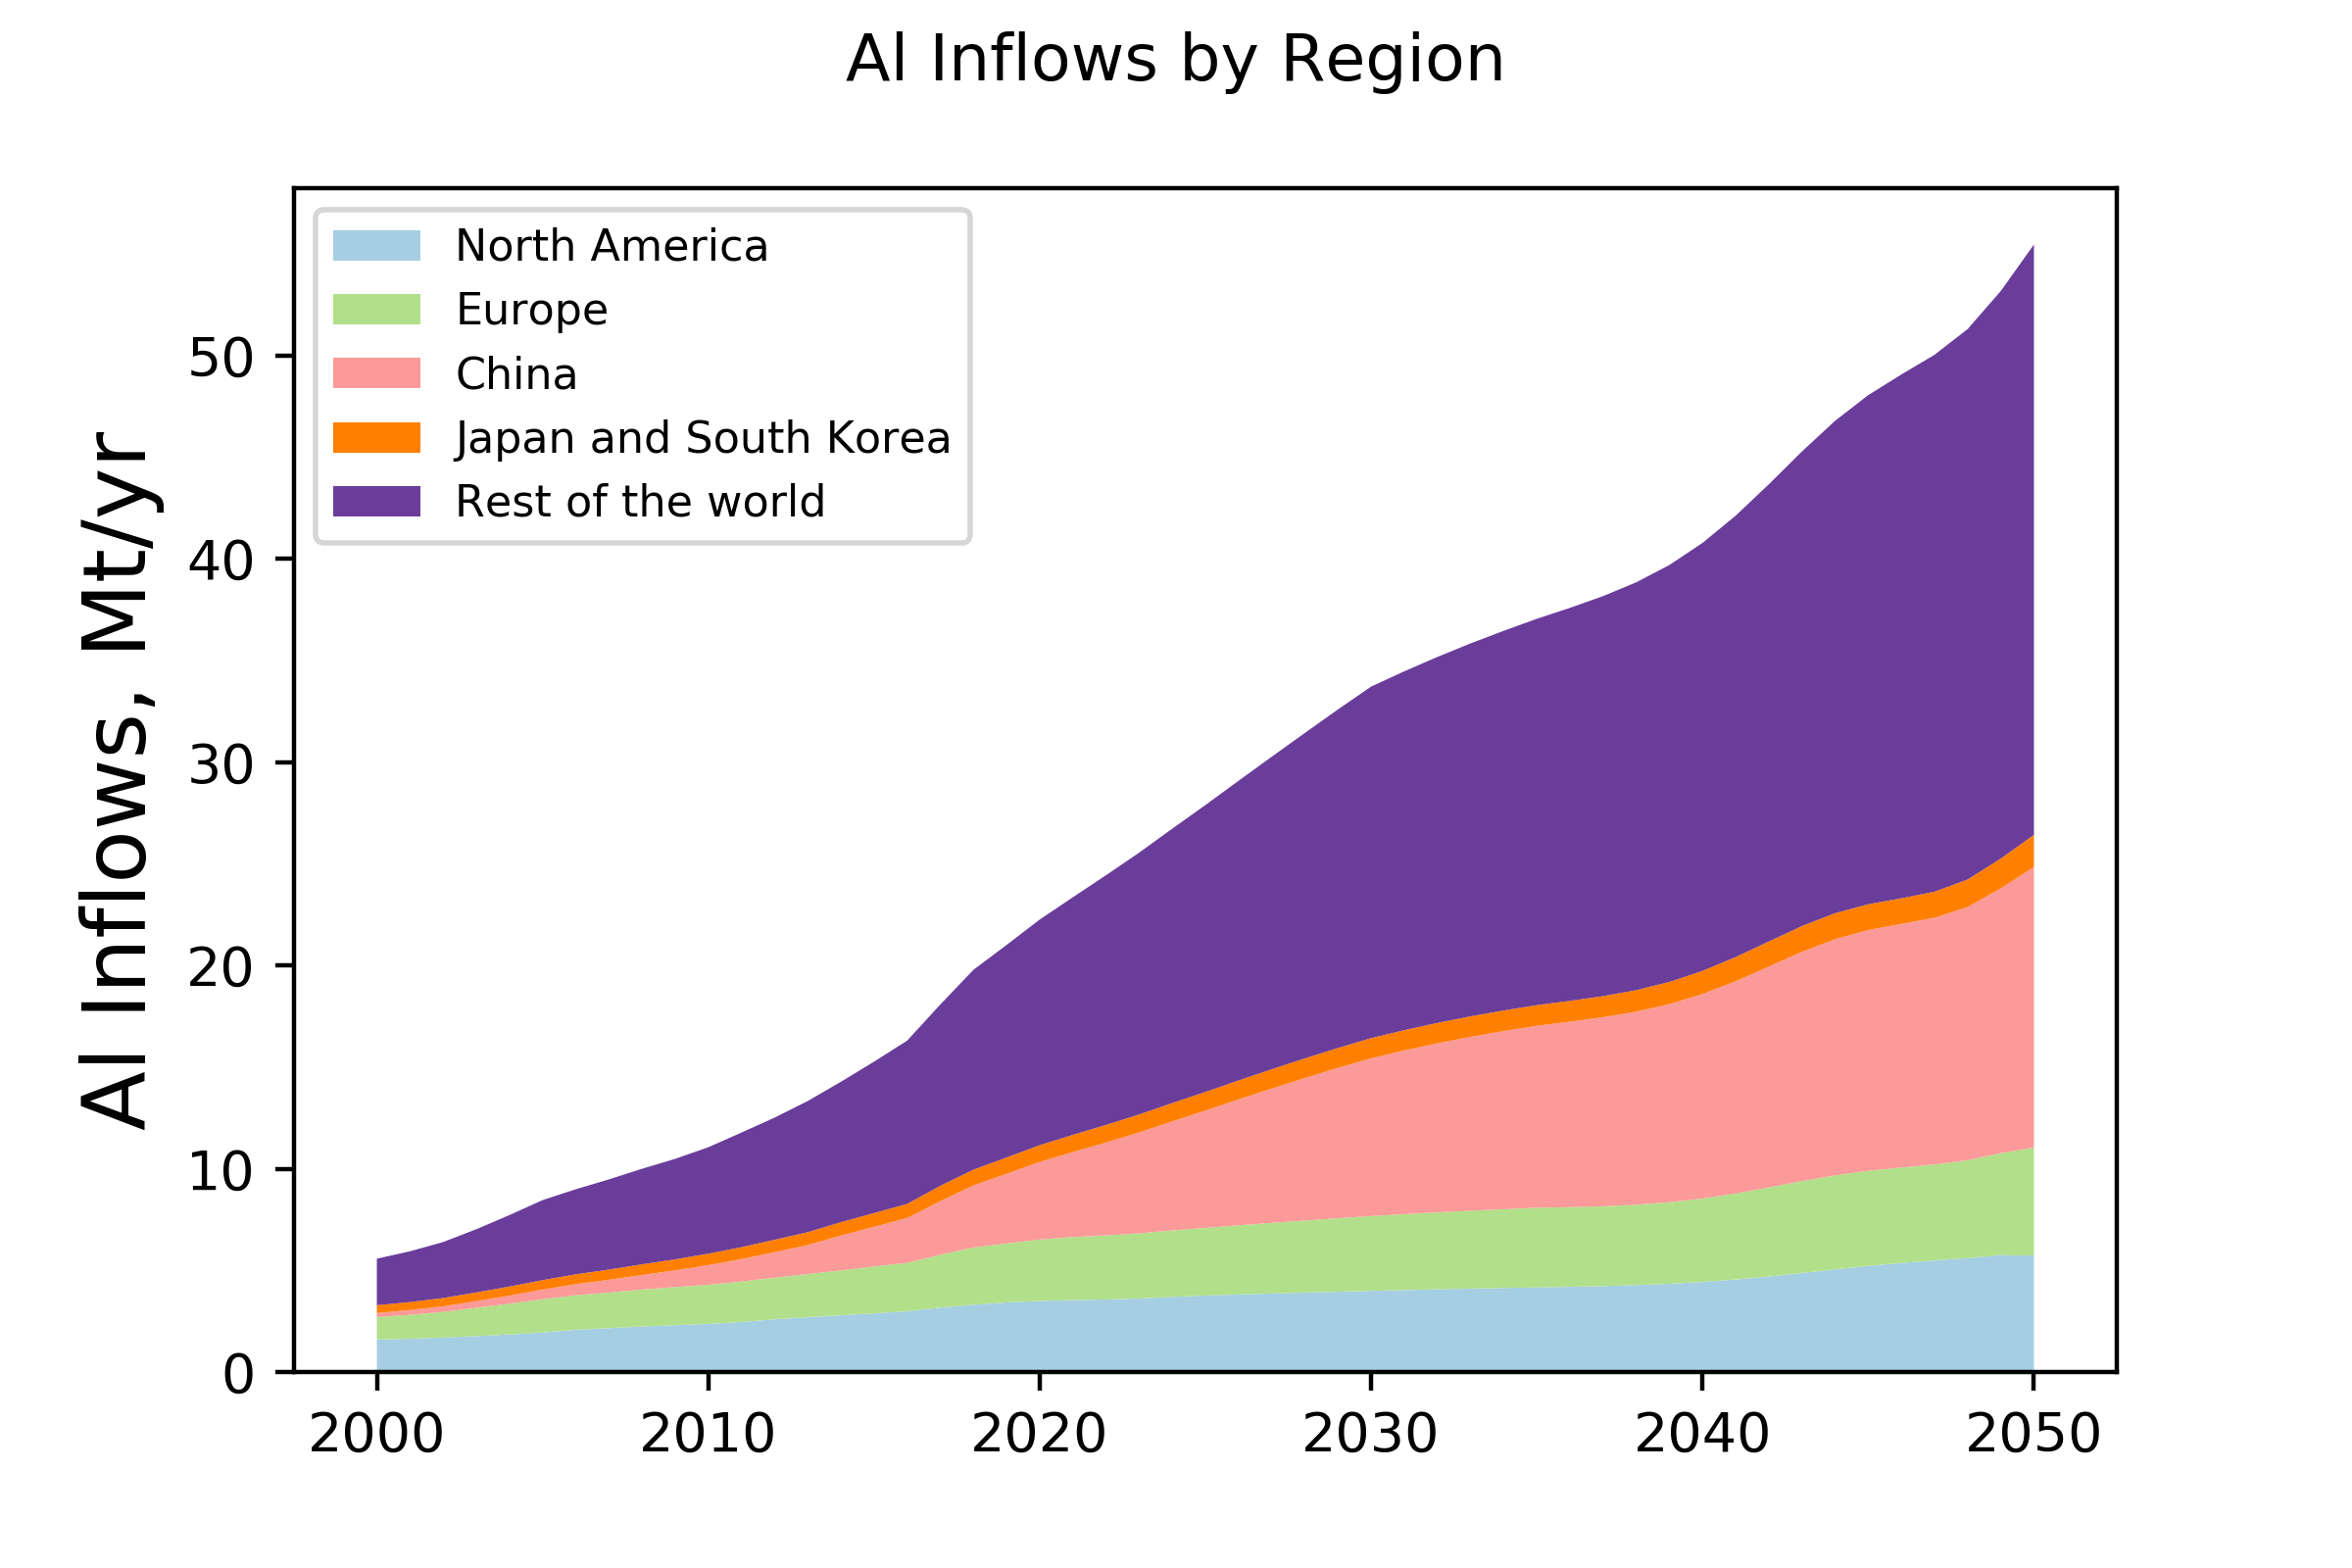 Al Inflows by Region
Al Inflows, Mt/yr
North America
Europe
China
Japan and South Korea
Rest of the world
50
40
30
20
10
0
2000 2010 2020 2030 2040 2050